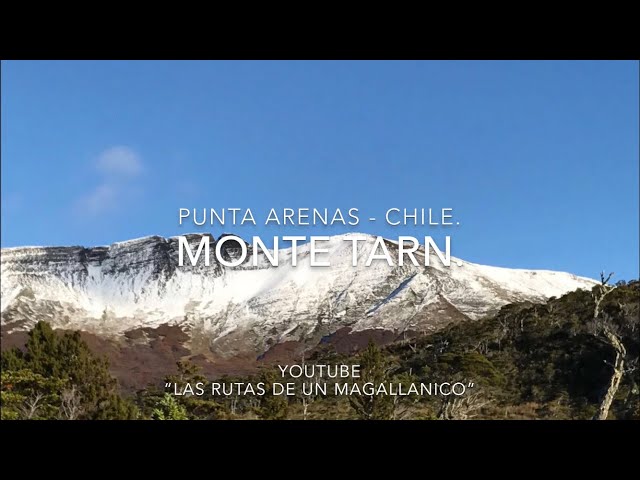 PUNTA ARENAS - CHILE.
MONTE TARN.
YOUTUBE
“LAS RUTAS DE UN MAGALLANICO“